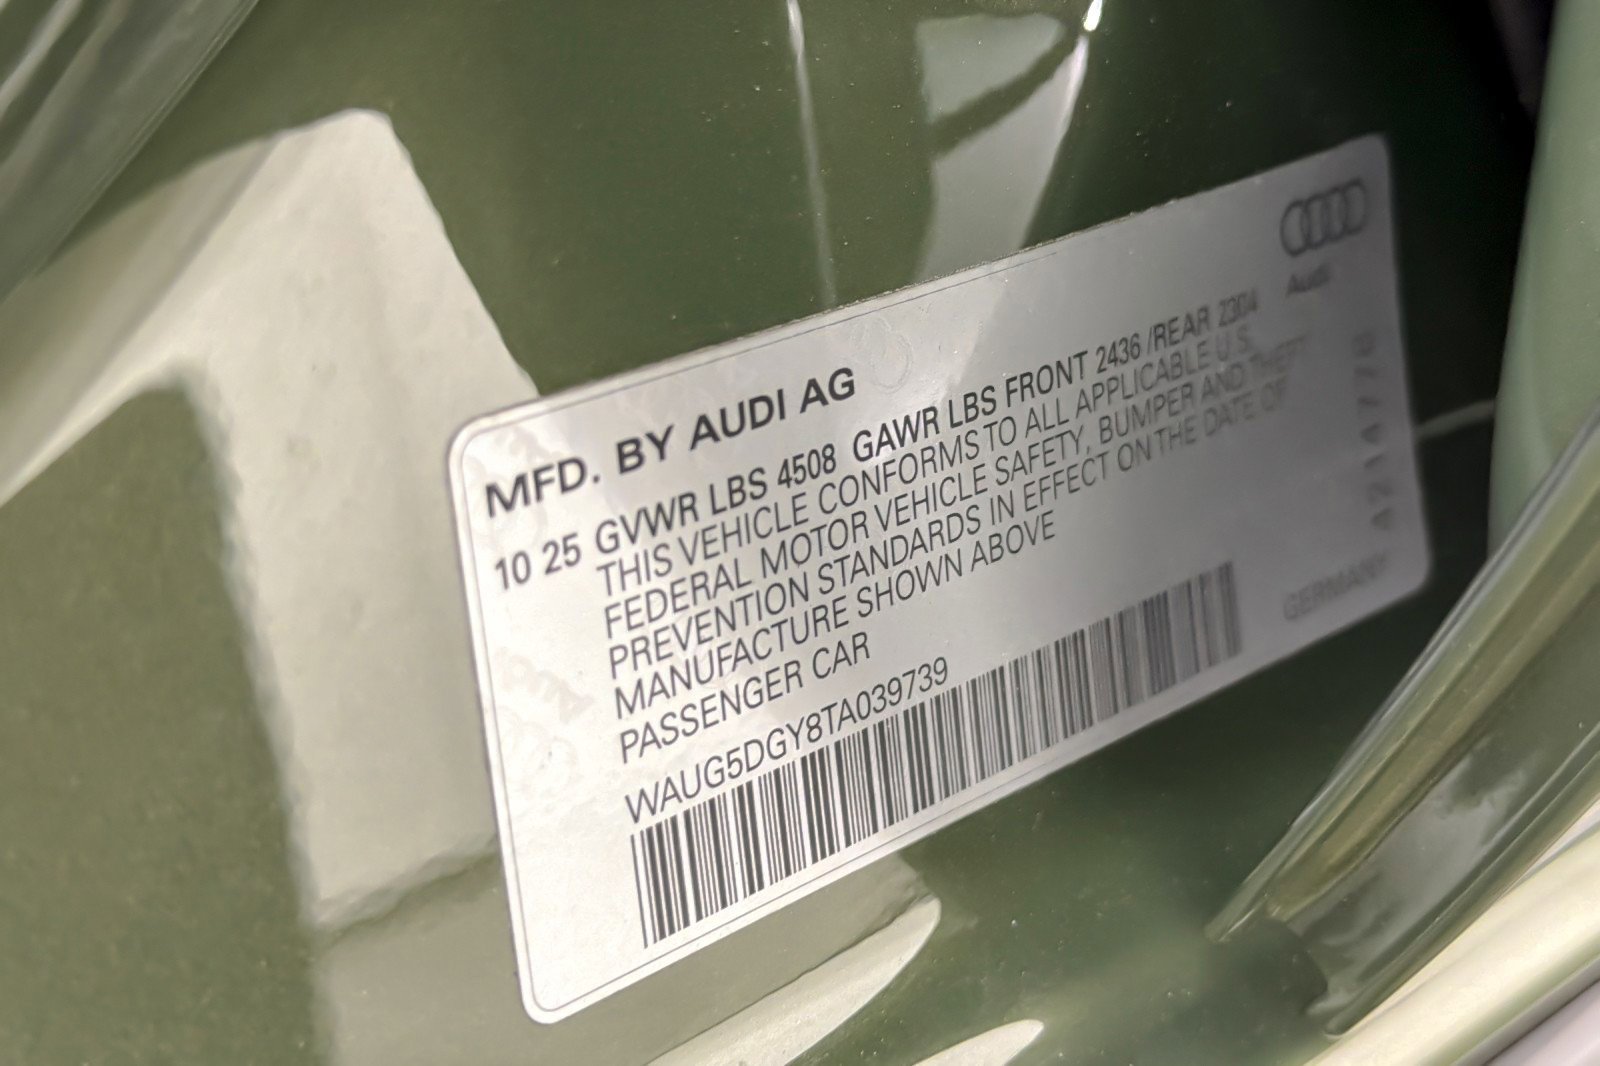 Audi
MFD. BY AUDI AG
10 25 GVWR LBS 4508 GAWR LBS FRONT 2436 /REAR 2304
THIS VEHICLE CONFORMS TO ALL APPLICABLE U.S.
FEDERAL MOTOR VEHICLE SAFETY, BUMPER AND THEFT
PREVENTION STANDARDS IN EFFECT ON THE DATE OF
MANUFACTURE SHOWN ABOVE
PASSENGER CAR
WAUG5DGY8TA039739
GERMANY